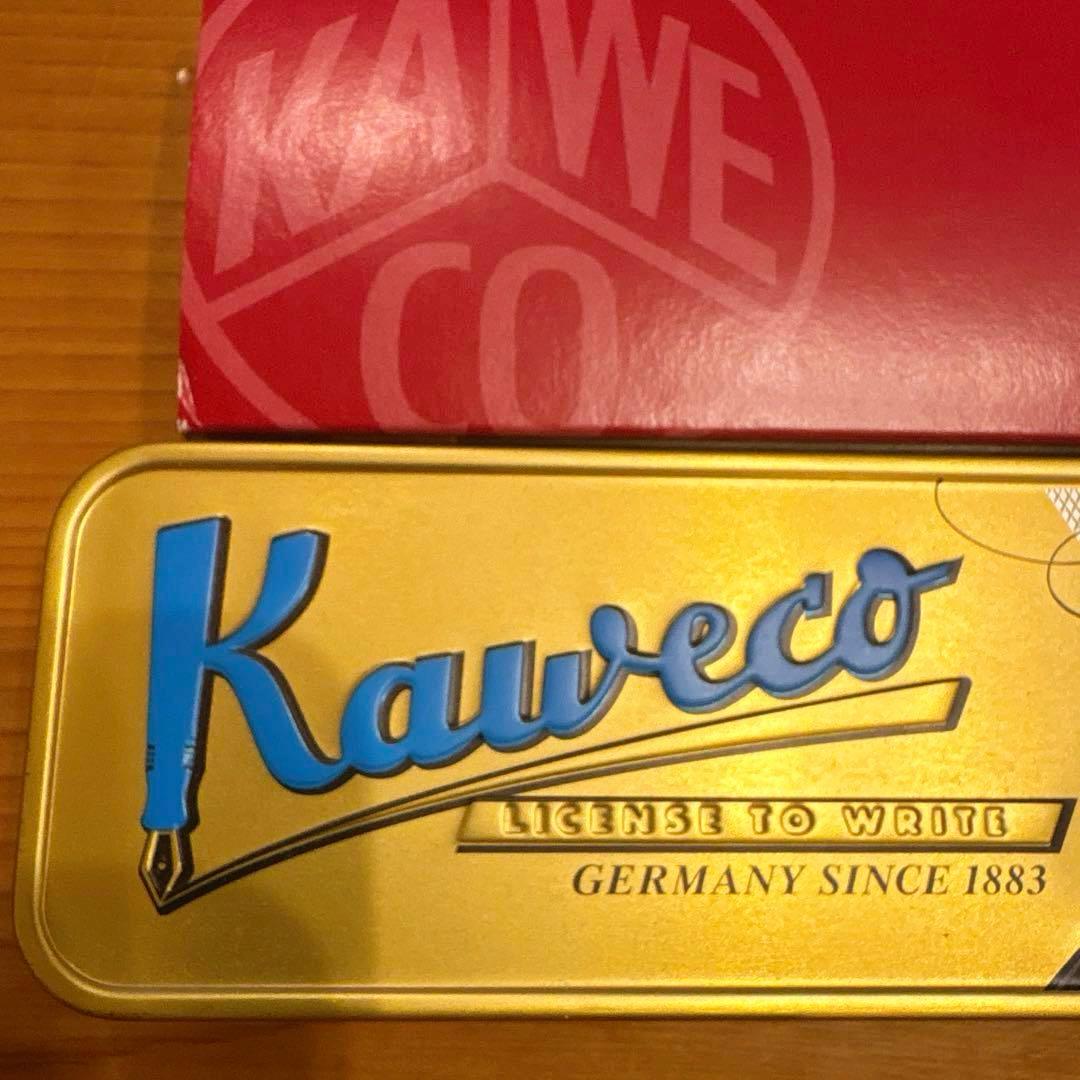 KA WE
CO
Kaweco
LICENSE TO WRITE
GERMANY SINCE 1883